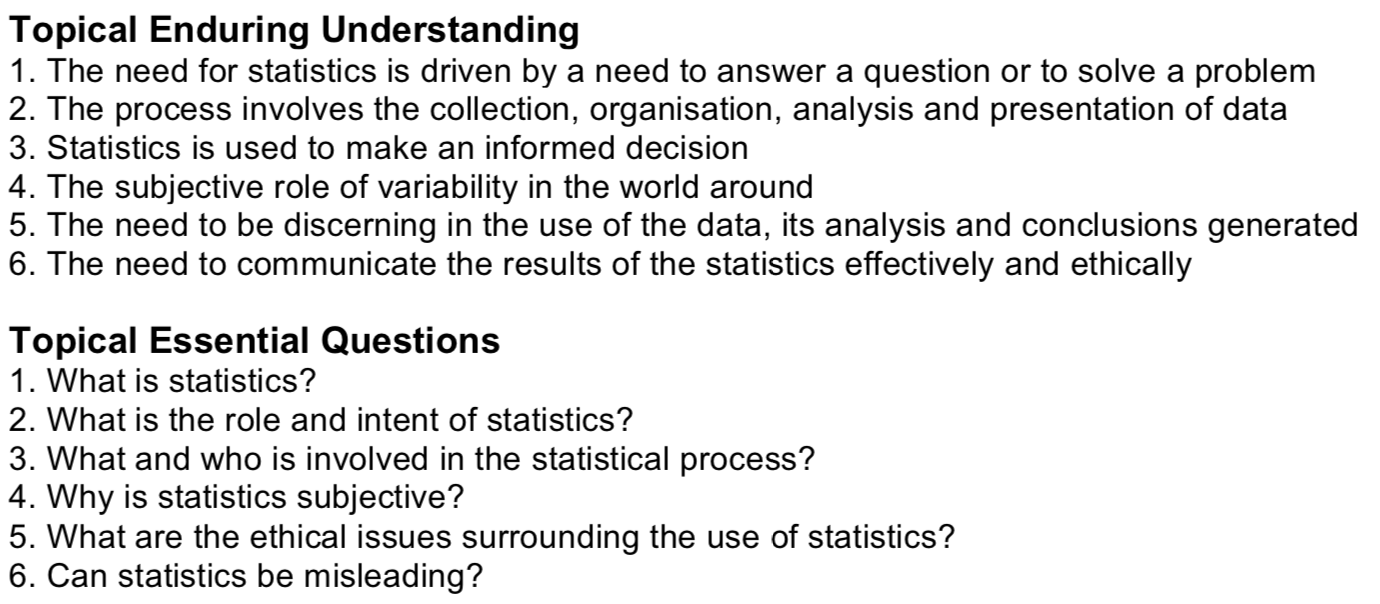 Topical Enduring Understanding
1. The need for statistics is driven by a need to answer a question or to solve a problem
2. The process involves the collection, organisation, analysis and presentation of data
3. Statistics is used to make an informed decision
4. The subjective role of variability in the world around
5. The need to be discerning in the use of the data, its analysis and conclusions generated
6. The need to communicate the results of the statistics effectively and ethically
Topical Essential Questions
1. What is statistics?
2. What is the role and intent of statistics?
3. What and who is involved in the statistical process?
4. Why is statistics subjective?
5. What are the ethical issues surrounding the use of statistics?
6. Can statistics be misleading?